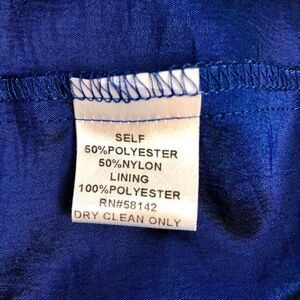 SELF
50%POLYESTER
50%NYLON
LINING
100%POLYESTER
RN#58142
DRY CLEAN ONLY